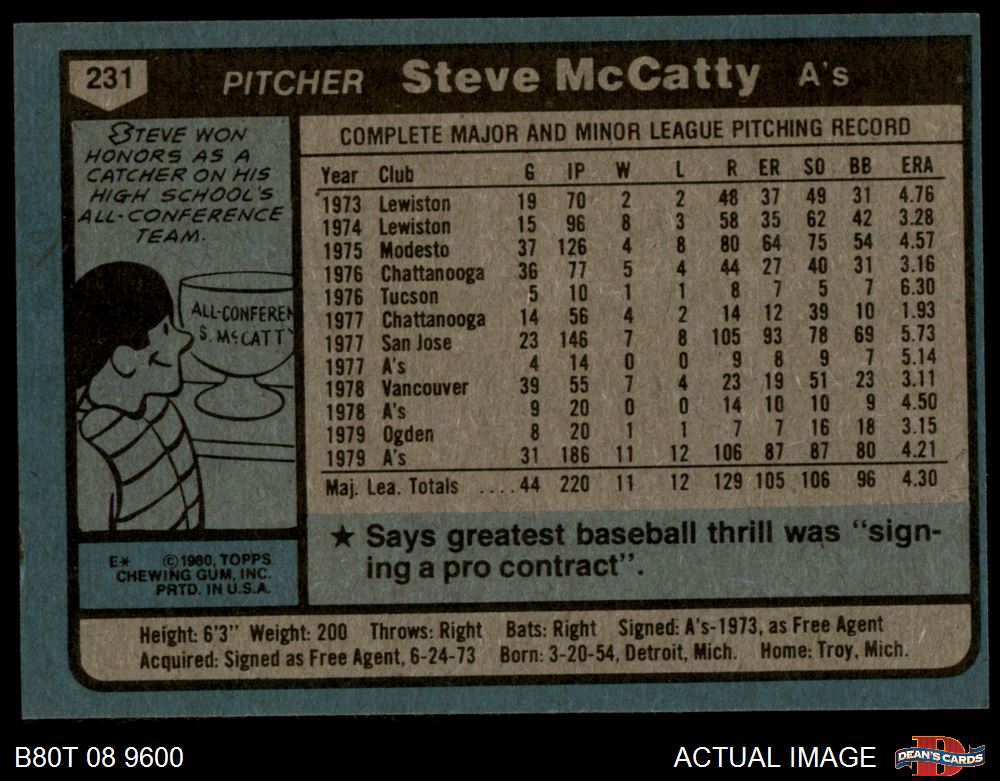 231 PITCHER Steve McCatty A's
STEVE WON
HONORS AS A
CATCHER ON HIS
HIGH SCHOOL'S
ALL-CONFERENCE
TEAM.
ALL-CONFEREN
S. McCATTY
E* ©1980, TOPPS
CHEWING GUM, INC.
PRTD. IN U.S.A.
COMPLETE MAJOR AND MINOR LEAGUE PITCHING RECORD
Year Club G IP W L R ER SO BB ERA
1973 Lewiston 19 70 2 2 48 37 49 31 4.76
1974 Lewiston 15 96 8 3 58 35 62 42 3.28
1975 Modesto 37 126 4 8 80 64 75 54 4.57
1976 Chattanooga 36 77 5 4 44 27 40 31 3.16
1976 Tucson 5 10 1 1 8 7 5 7 6.30
1977 Chattanooga 14 56 4 2 14 12 39 10 1.93
1977 San Jose 23 146 7 8 105 93 78 69 5.73
1977 A's 4 14 0 0 9 8 9 7 5.14
1978 Vancouver 39 55 7 4 23 19 51 23 3.11
1978 A's 9 20 0 0 14 10 10 9 4.50
1979 Ogden 8 20 1 1 7 7 16 18 3.15
1979 A's 31 186 11 12 106 87 87 80 4.21
Maj. Lea. Totals ....44 220 11 12 129 105 106 96 4.30
★ Says greatest baseball thrill was “sign-
ing a pro contract”.
Height: 6'3" Weight: 200 Throws: Right Bats: Right Signed: A's-1973, as Free Agent
Acquired: Signed as Free Agent, 6-24-73 Born: 3-20-54, Detroit, Mich. Home: Troy, Mich.
B80T 08 9600 ACTUAL IMAGE
D
DEAN'S CARDS